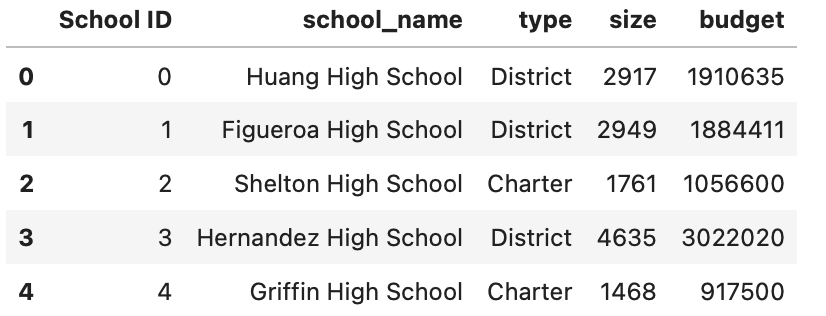 School ID school_name type size budget
0 0 Huang High School District 2917 1910635
1 1 Figueroa High School District 2949 1884411
2 2 Shelton High School Charter 1761 1056600
3 3 Hernandez High School District 4635 3022020
4 4 Griffin High School Charter 1468 917500